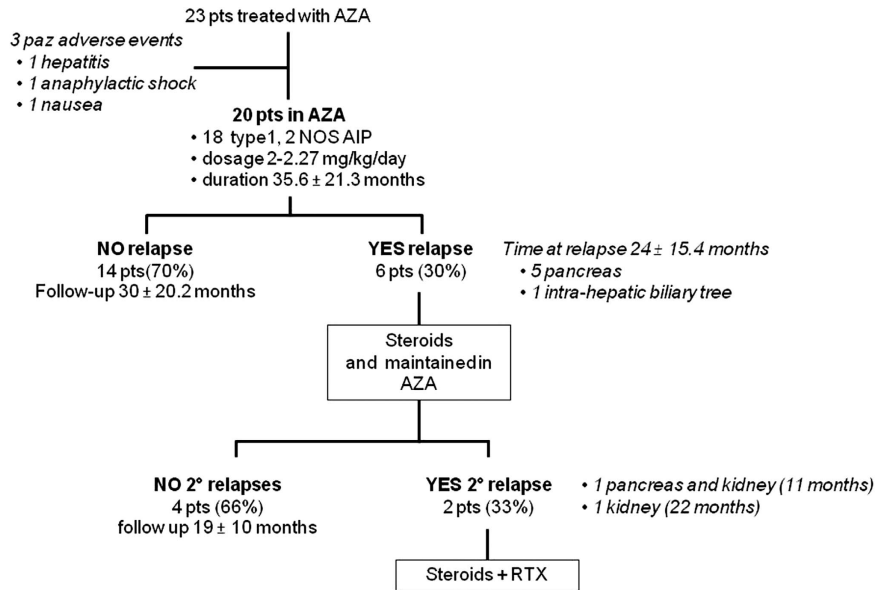 23 pts treated with AZA
3 paz adverse events
• 1 hepatitis
• 1 anaphylactic shock
• 1 nausea
20 pts in AZA
• 18 type1, 2 NOS AIP
• dosage 2-2.27 mg/kg/day
• duration 35.6 ± 21.3 months
NO relapse
14 pts(70%)
Follow-up 30 ± 20.2 months
YES relapse
6 pts (30%)
Time at relapse 24 ± 15.4 months
• 5 pancreas
• 1 intra-hepatic biliary tree
Steroids
and maintained in
AZA
NO 2° relapses
4 pts (66%)
follow up 19 ± 10 months
YES 2° relapse
2 pts (33%)
• 1 pancreas and kidney (11 months)
• 1 kidney (22 months)
Steroids + RTX